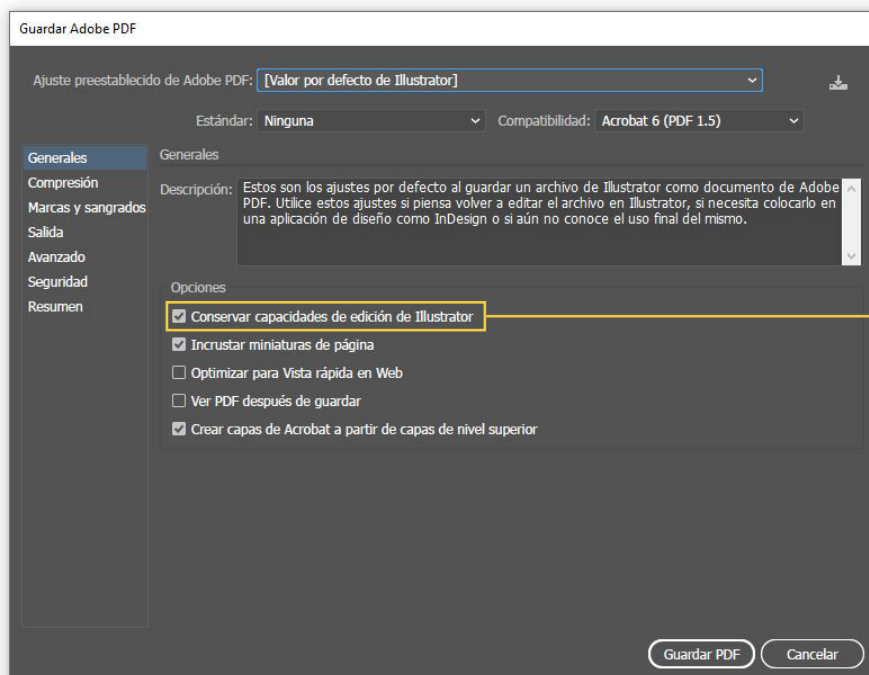 Guardar Adobe PDF
Ajuste preestablecido de Adobe PDF: [Valor por defecto de Illustrator]
Estándar: Ninguna Compatibilidad: Acrobat 6 (PDF 1.5)
Generales
Compresión
Marcas y sangrados
Salida
Avanzado
Seguridad
Resumen
Generales
Descripción: Estos son los ajustes por defecto al guardar un archivo de Illustrator como documento de Adobe
PDF. Utilice estos ajustes si piensa volver a editar el archivo en Illustrator, si necesita colocarlo en
una aplicación de diseño como InDesign o si aún no conoce el uso final del mismo.
Opciones
Conservar capacidades de edición de Illustrator
Incrustar miniaturas de página
Optimizar para Vista rápida en Web
Ver PDF después de guardar
Crear capas de Acrobat a partir de capas de nivel superior
Guardar PDF Cancelar